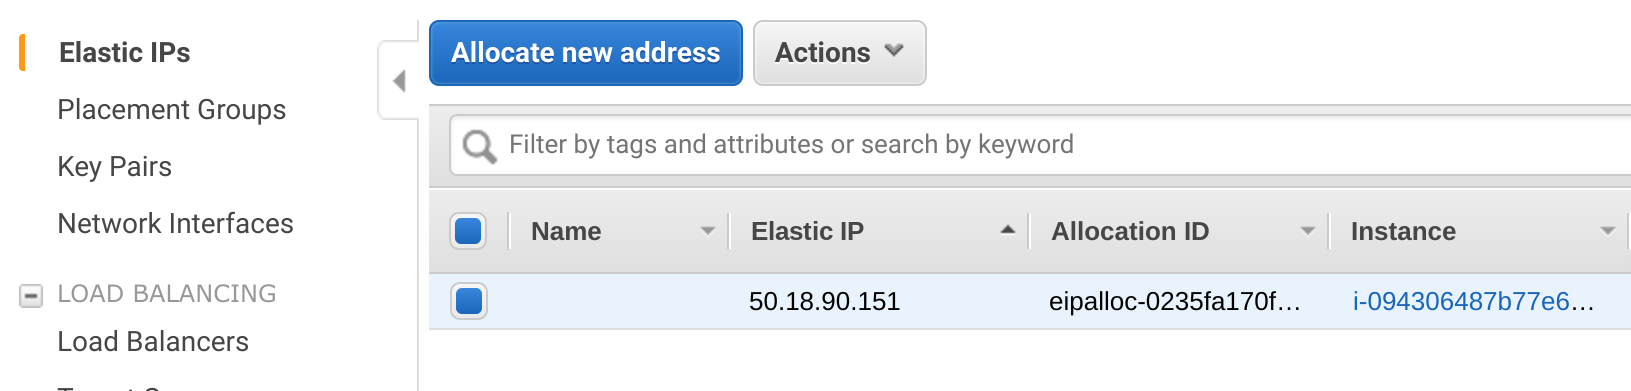 Elastic IPs
Placement Groups
Key Pairs
Network Interfaces
LOAD BALANCING
Load Balancers
Allocate new address
Actions
Filter by tags and attributes or search by keyword
Name Elastic IP Allocation ID Instance
50.18.90.151 eipalloc-0235fa170f... i-094306487b77e6...